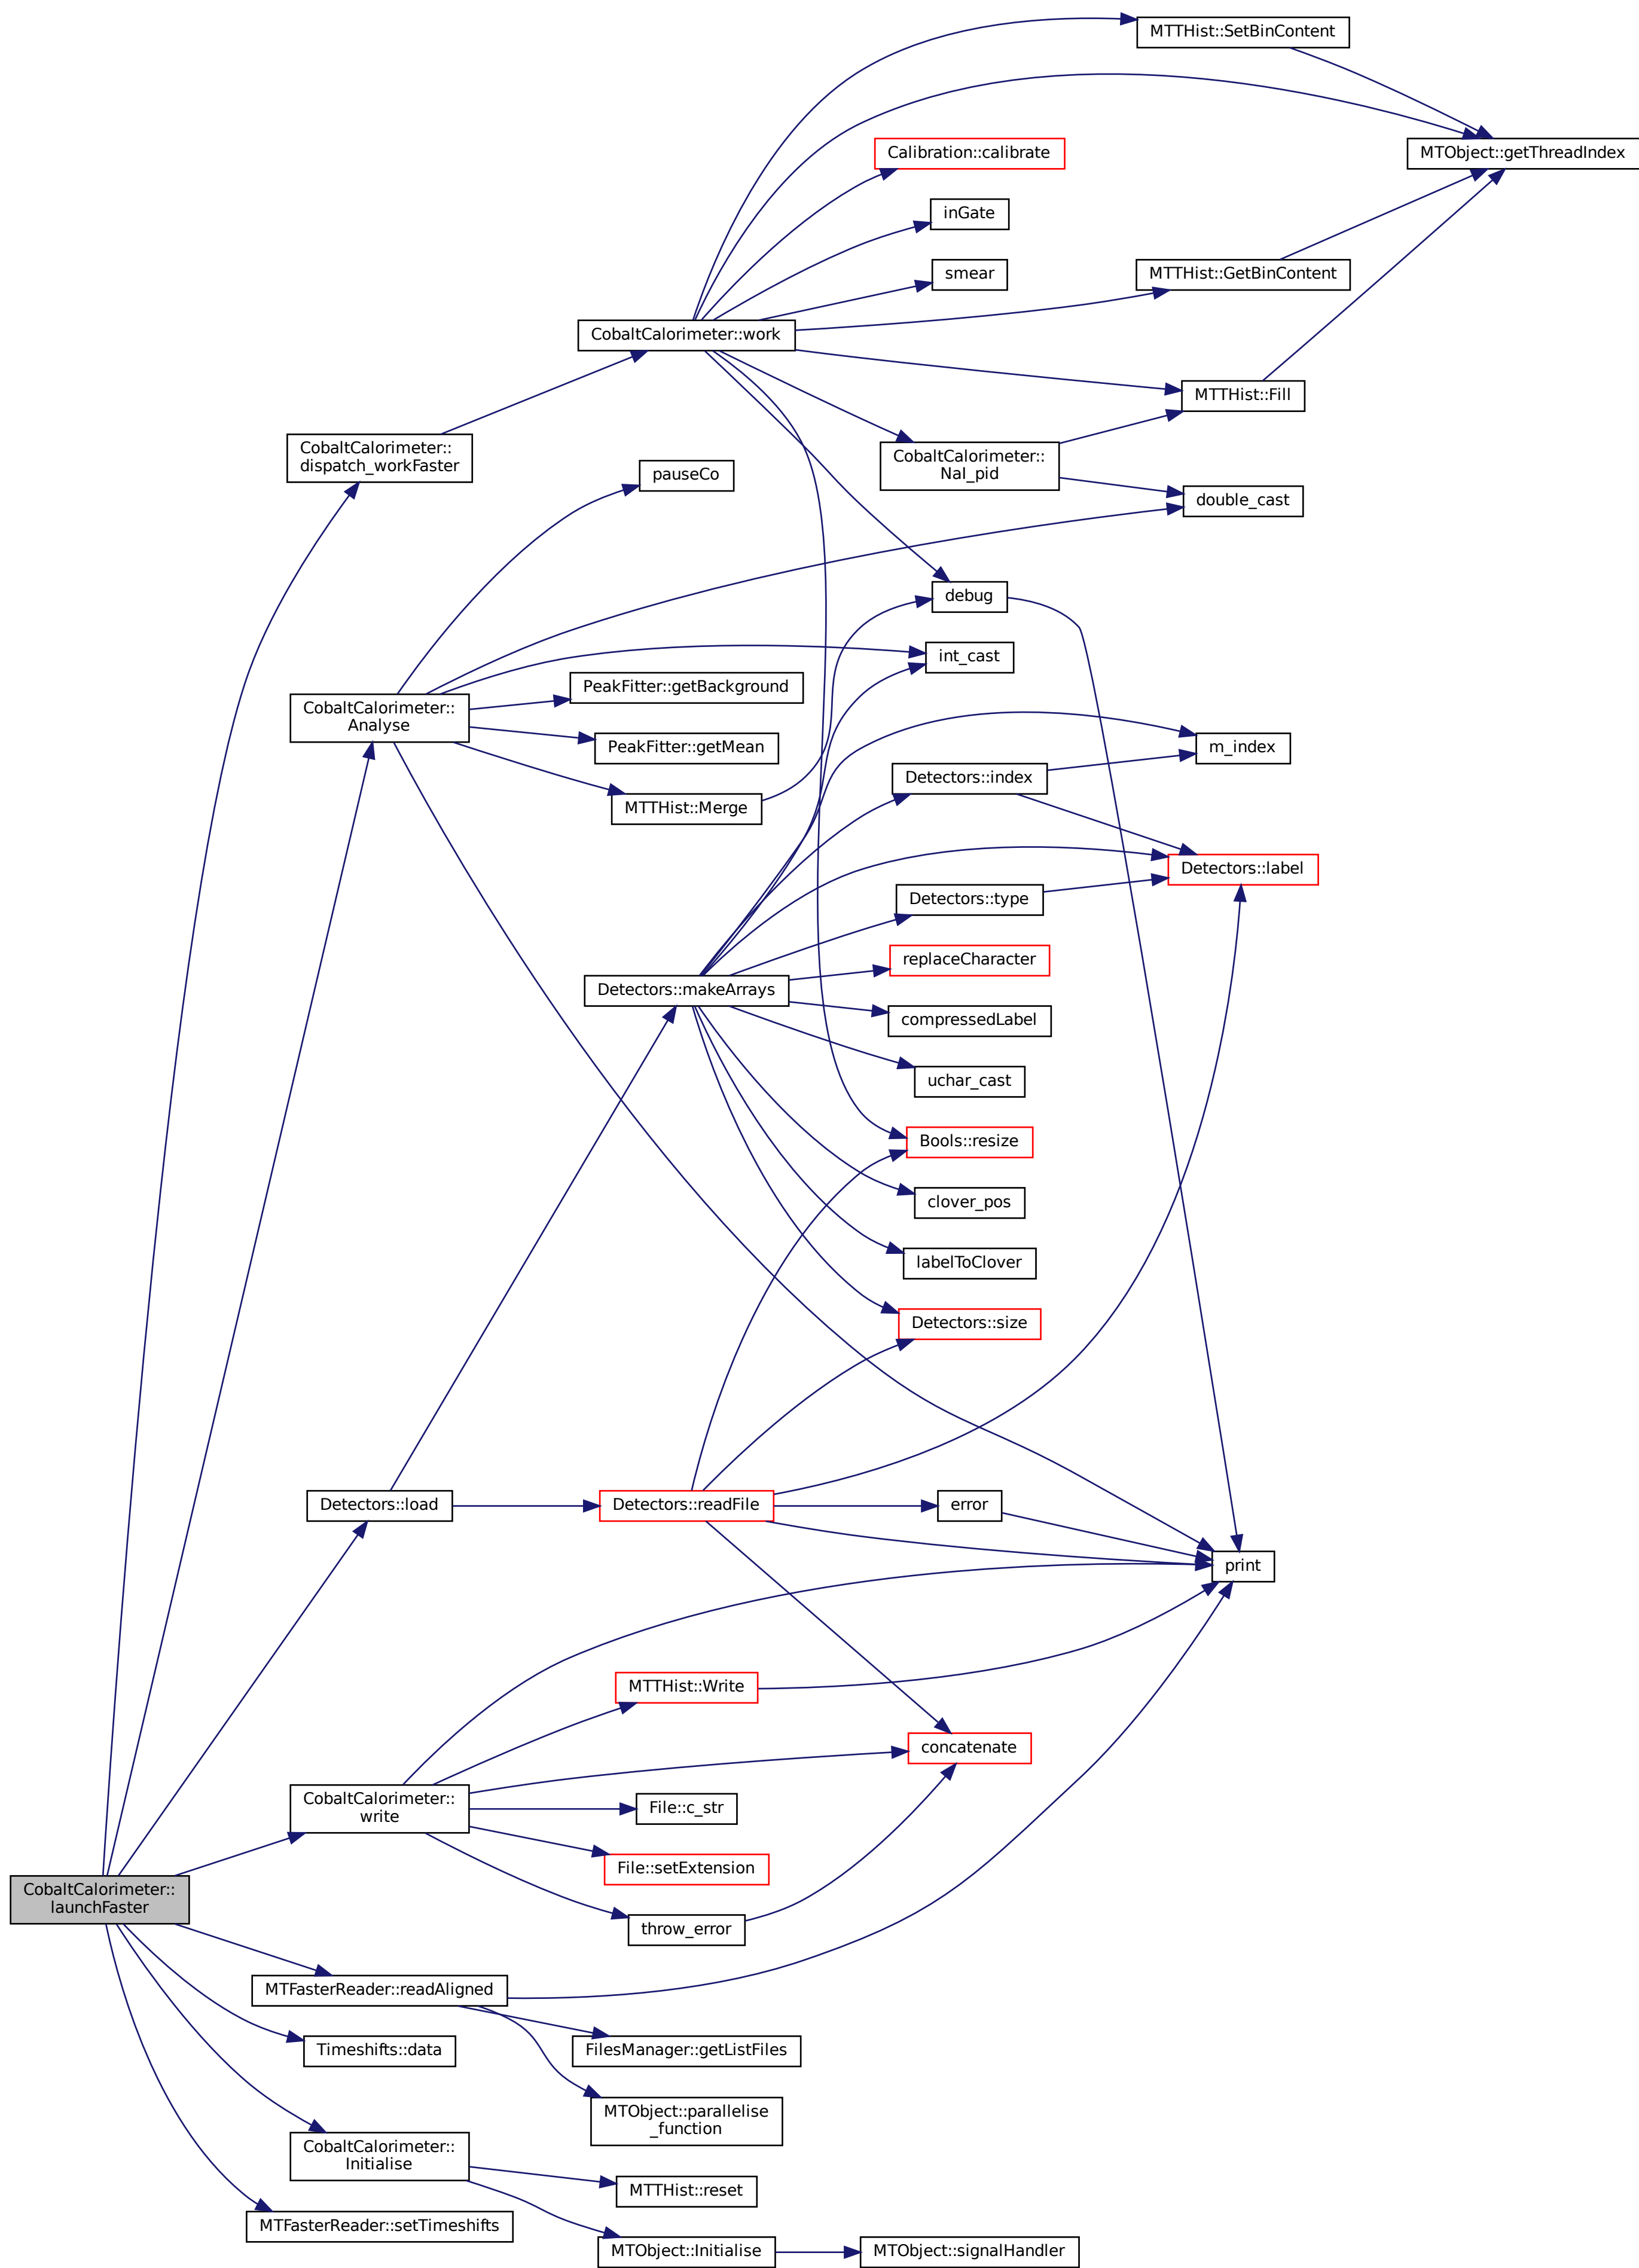 MTTHist::SetBinContent
Calibration::calibrate
MTObject::getThreadIndex
inGate
smear
MTTHist::GetBinContent
CobaltCalorimeter::work
MTTHist::Fill
CobaltCalorimeter::
dispatch_workFaster
CobaltCalorimeter::
NaI_pid
pauseCo
double_cast
debug
int_cast
PeakFitter::getBackground
CobaltCalorimeter::
Analyse
PeakFitter::getMean
m_index
Detectors::index
MTTHist::Merge
Detectors::label
Detectors::type
replaceCharacter
Detectors::makeArrays
compressedLabel
uchar_cast
Bools::resize
clover_pos
labelToClover
Detectors::size
Detectors::load
Detectors::readFile
error
print
MTTHist::Write
concatenate
CobaltCalorimeter::
write
File::c_str
File::setExtension
CobaltCalorimeter::
launchFaster
throw_error
MTFasterReader::readAligned
Timeshifts::data
FilesManager::getListFiles
MTObject::parallelise
_function
CobaltCalorimeter::
Initialise
MTTHist::reset
MTFasterReader::setTimeshifts
MTObject::Initialise
MTObject::signalHandler